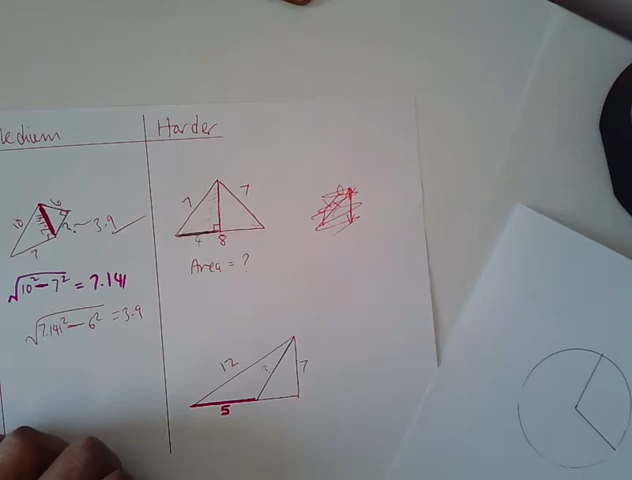 Medium
Harder
10
6
7
? ~ 3.9 ✓
√10² − 7² = 7.141
√7.141² − 6² = 3.9
7
7
4
8
Area = ?
12
?
7
5